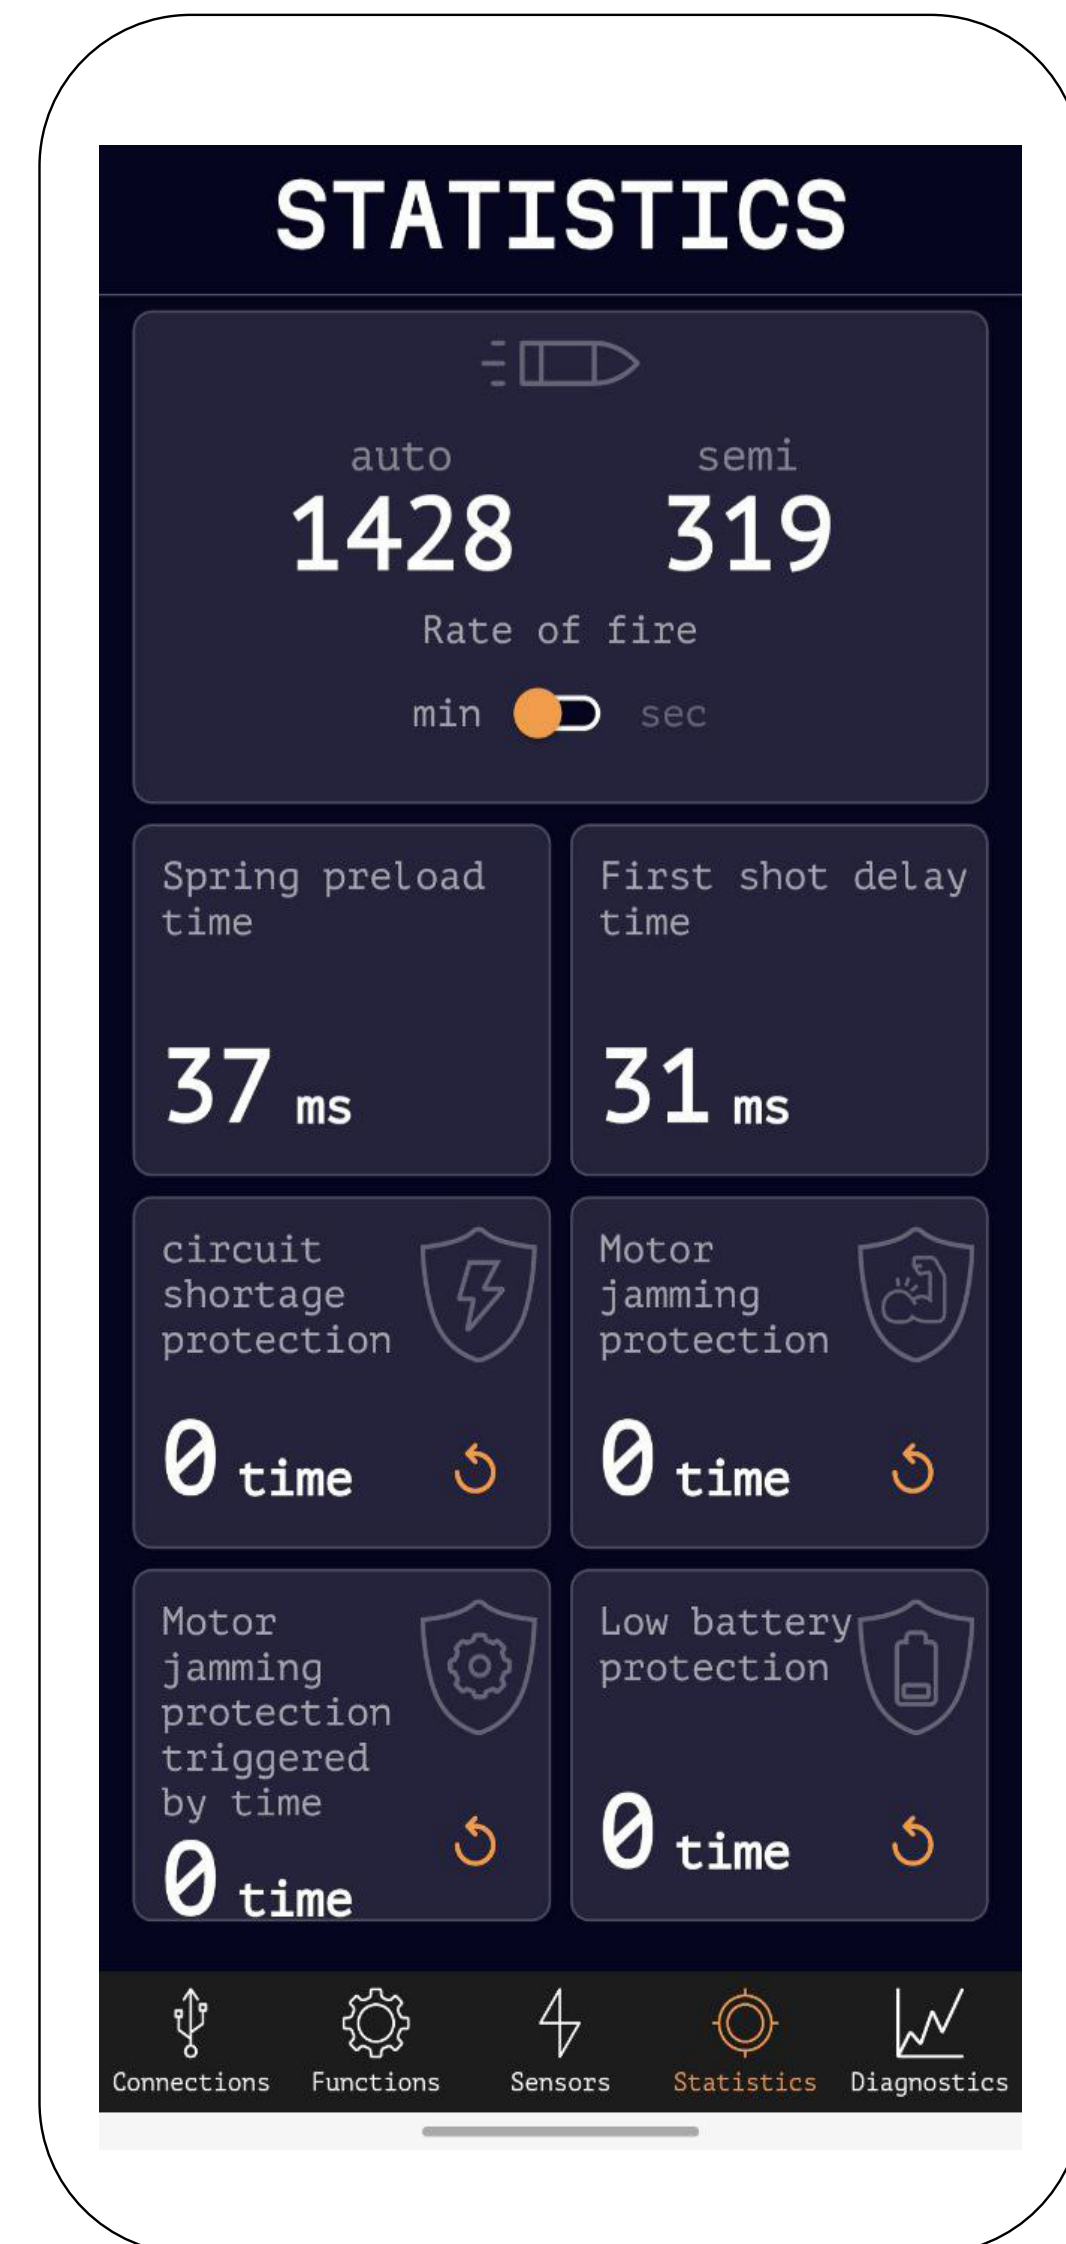 STATISTICS
auto semi
1428 319
Rate of fire
min sec
Spring preload
time
37 ms
First shot delay
time
31 ms
circuit
shortage
protection
0 time
Motor
jamming
protection
0 time
Motor
jamming
protection
triggered
by time
0 time
Low battery
protection
0 time
Connections Functions Sensors Statistics Diagnostics